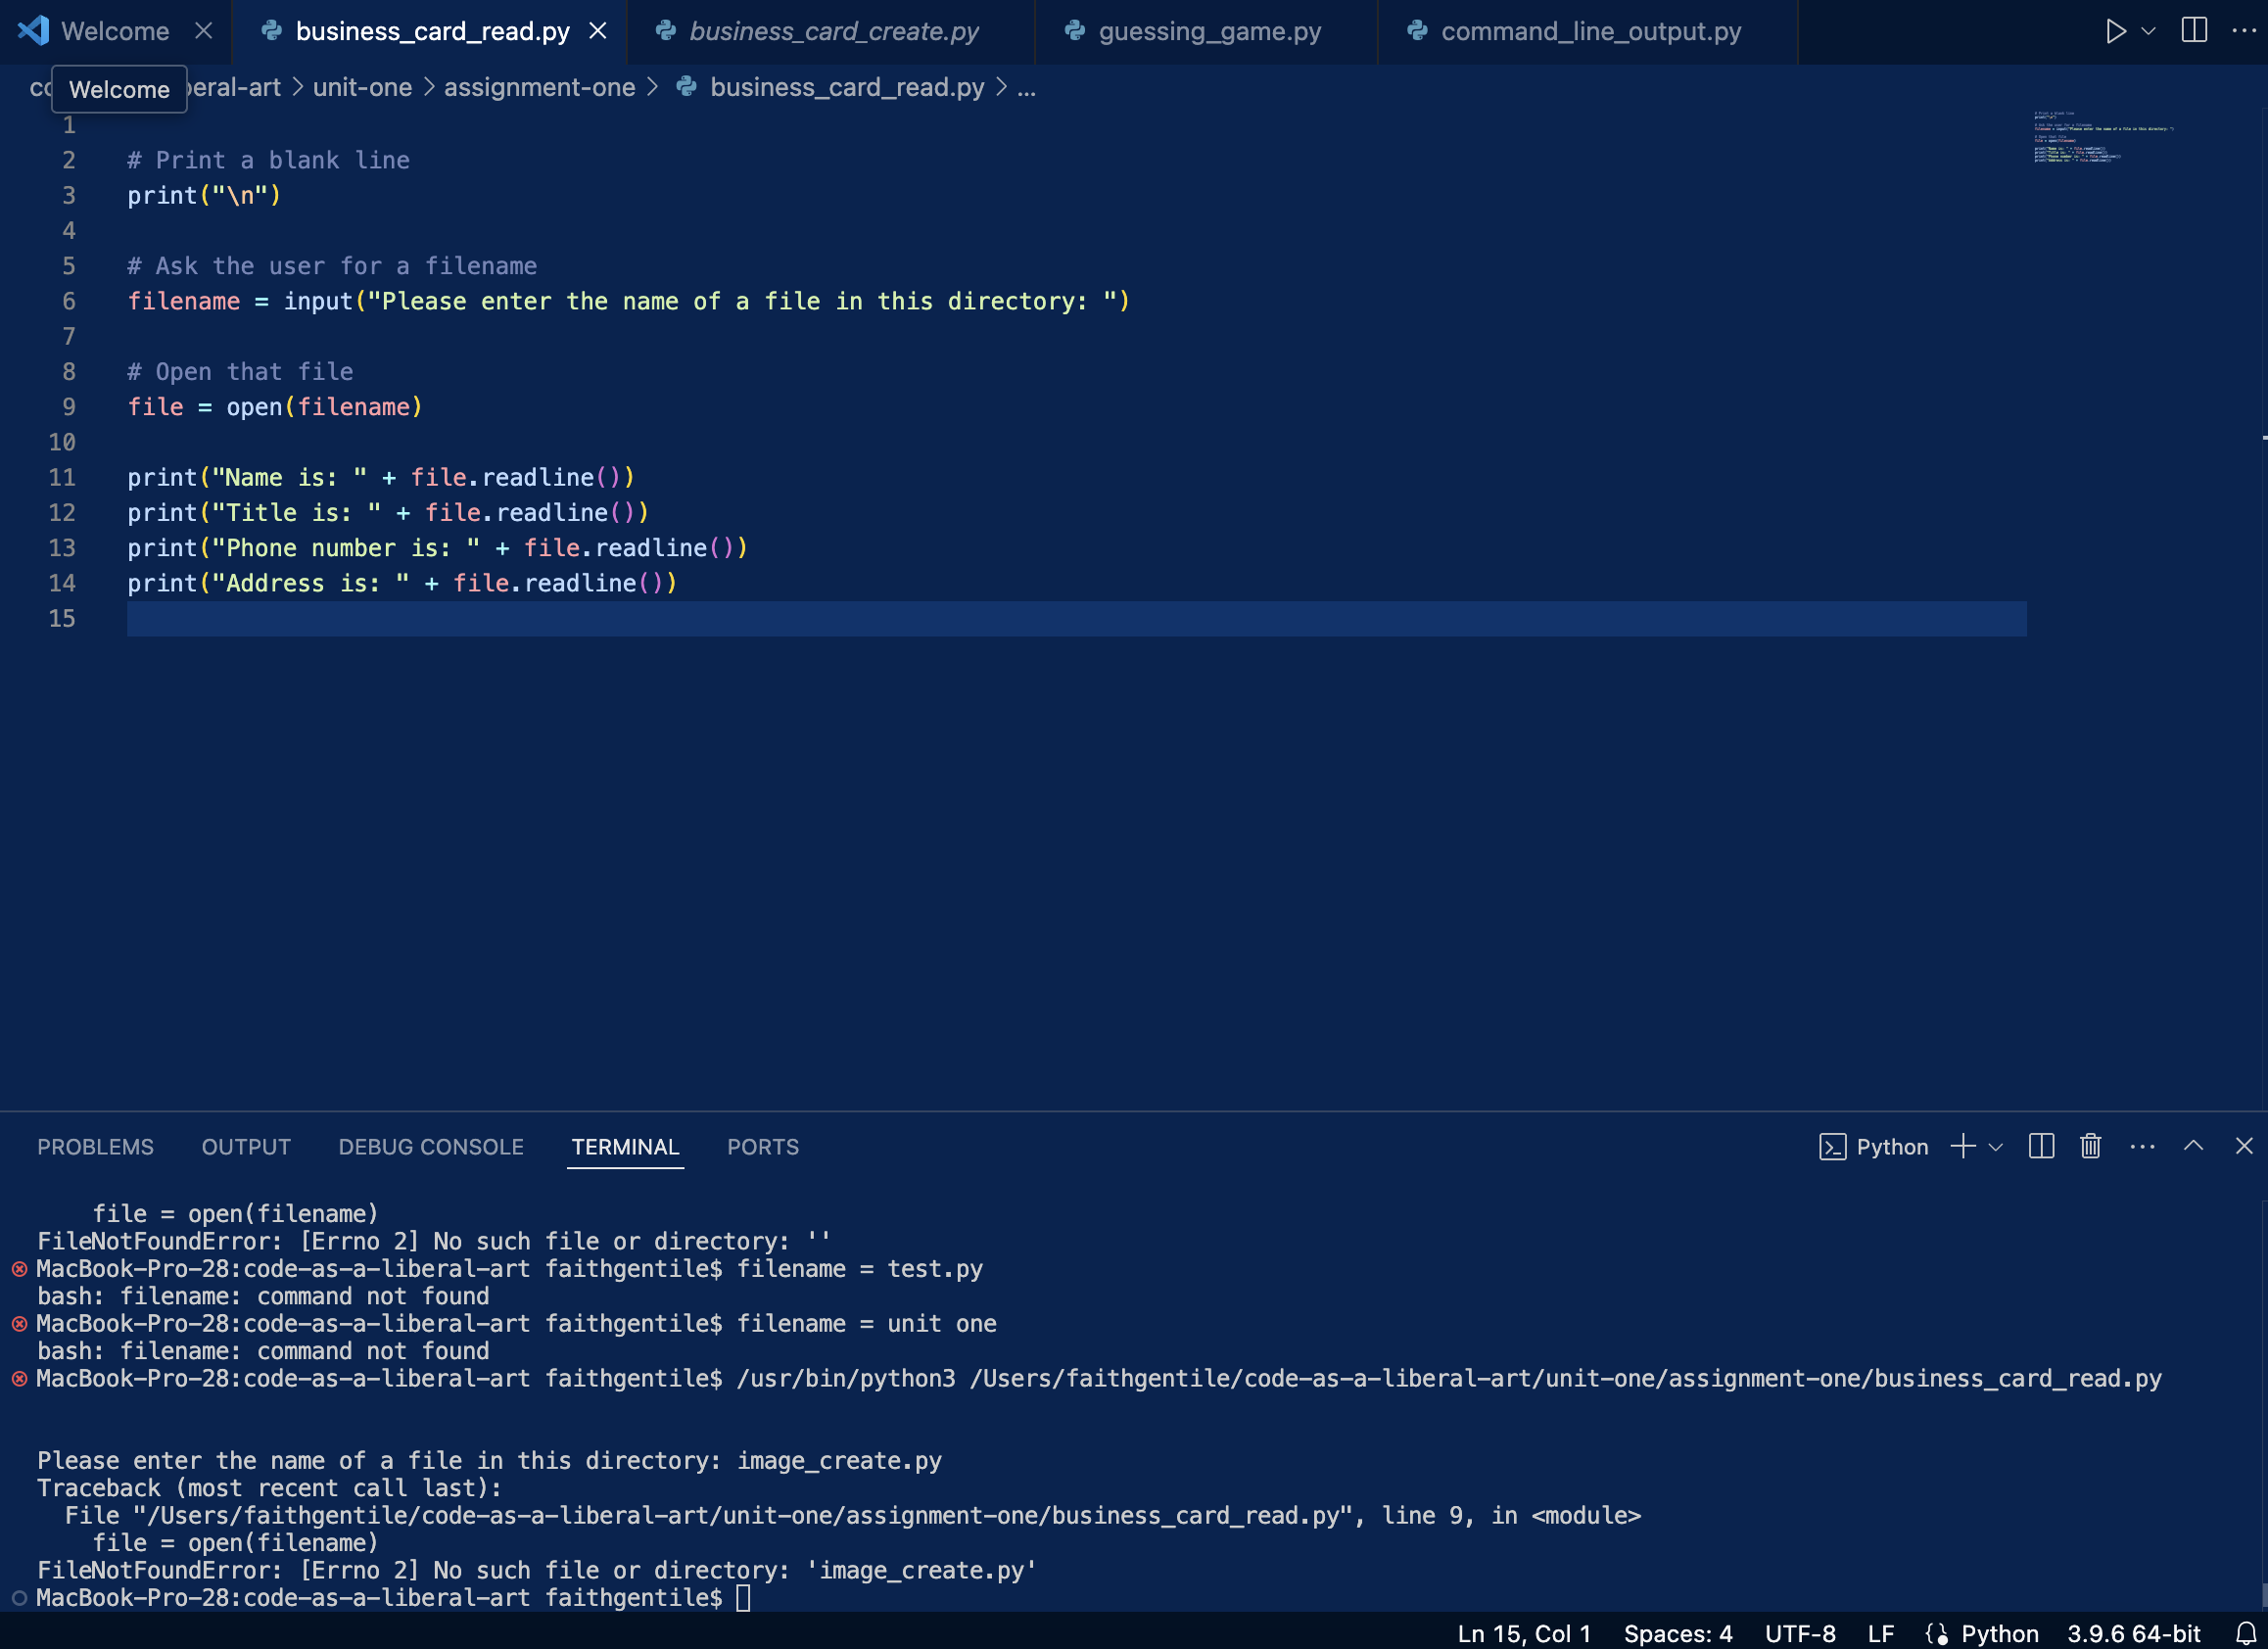 Welcome
business_card_read.py
business_card_create.py
guessing_game.py
command_line_output.py
Welcome
eral-art > unit-one > assignment-one > business_card_read.py > ...
1
2 # Print a blank line
3 print("\n")
4
5 # Ask the user for a filename
6 filename = input("Please enter the name of a file in this directory: ")
7
8 # Open that file
9 file = open(filename)
10
11 print("Name is: " + file.readline())
12 print("Title is: " + file.readline())
13 print("Phone number is: " + file.readline())
14 print("Address is: " + file.readline())
15
PROBLEMS OUTPUT DEBUG CONSOLE TERMINAL PORTS
Python
file = open(filename)
FileNotFoundError: [Errno 2] No such file or directory: ''
MacBook-Pro-28:code-as-a-liberal-art faithgentile$ filename = test.py
bash: filename: command not found
MacBook-Pro-28:code-as-a-liberal-art faithgentile$ filename = unit one
bash: filename: command not found
MacBook-Pro-28:code-as-a-liberal-art faithgentile$ /usr/bin/python3 /Users/faithgentile/code-as-a-liberal-art/unit-one/assignment-one/business_card_read.py
Please enter the name of a file in this directory: image_create.py
Traceback (most recent call last):
File "/Users/faithgentile/code-as-a-liberal-art/unit-one/assignment-one/business_card_read.py", line 9, in <module>
file = open(filename)
FileNotFoundError: [Errno 2] No such file or directory: 'image_create.py'
MacBook-Pro-28:code-as-a-liberal-art faithgentile$
Ln 15, Col 1 Spaces: 4 UTF-8 LF Python 3.9.6 64-bit